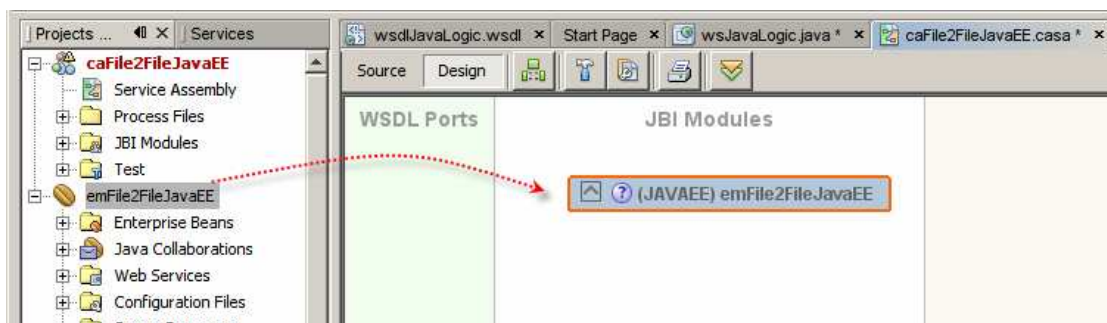 Projects ... Services
wsdlJavaLogic.wsdl Start Page wsJavaLogic.java * caFile2FileJavaEE.casa *
caFile2FileJavaEE
Service Assembly
Process Files
JBI Modules
Test
emFile2FileJavaEE
Enterprise Beans
Java Collaborations
Web Services
Configuration Files
Source Design
WSDL Ports JBI Modules
(JAVAEE) emFile2FileJavaEE